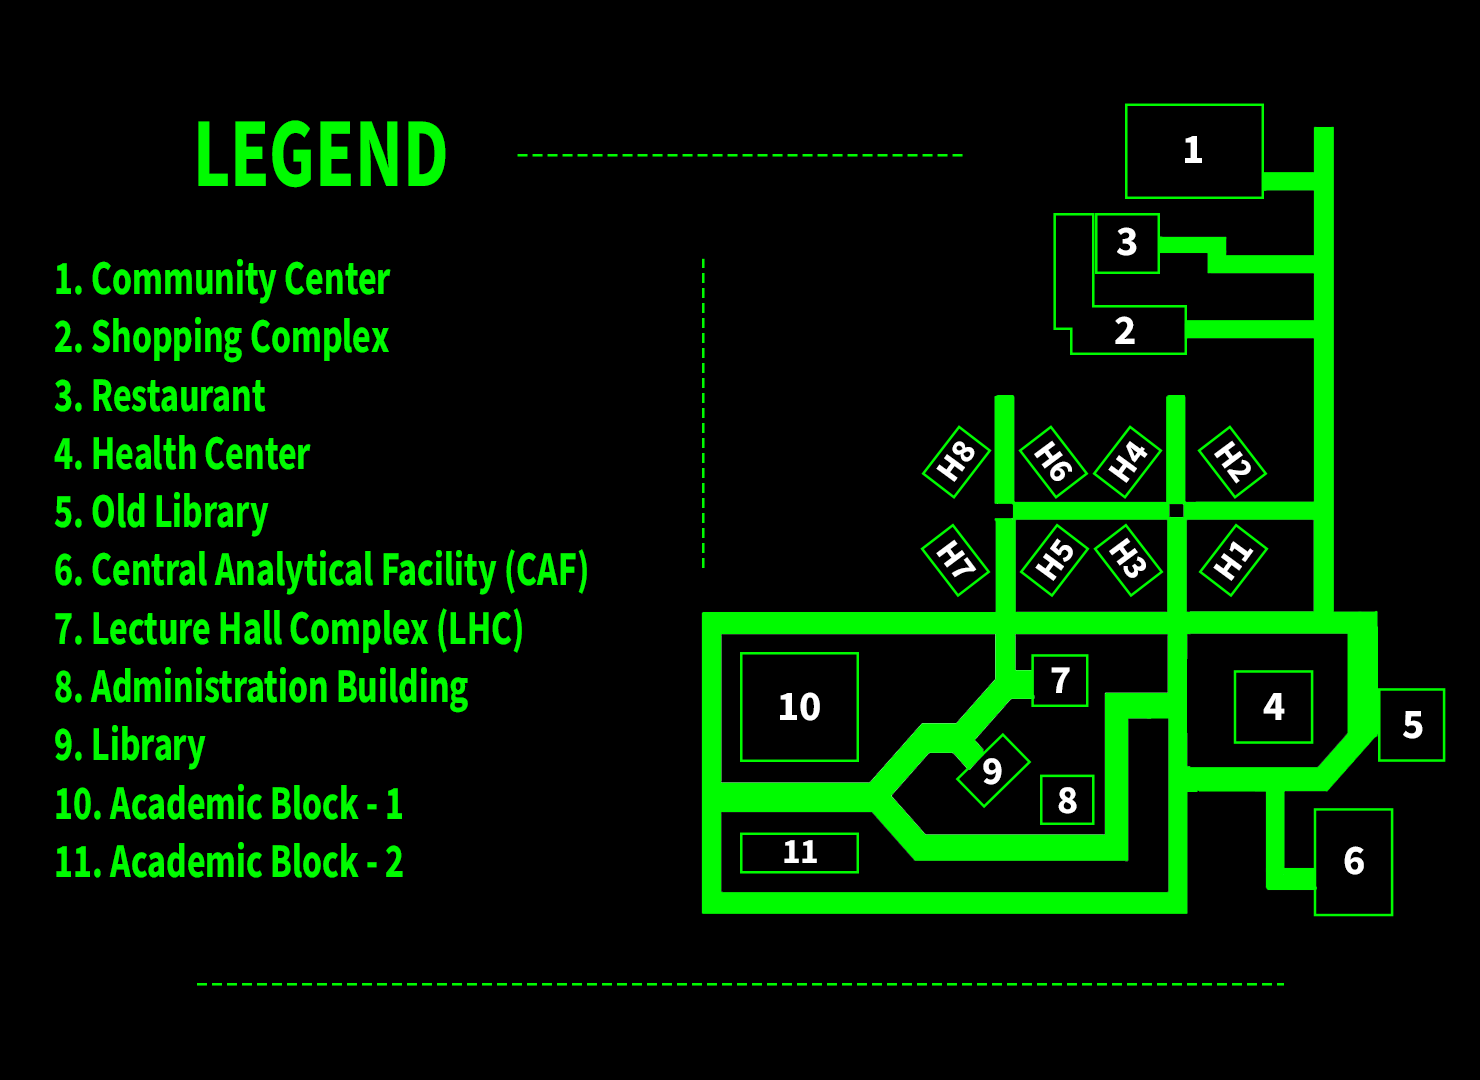 LEGEND
1. Community Center
2. Shopping Complex
3. Restaurant
4. Health Center
5. Old Library
6. Central Analytical Facility (CAF)
7. Lecture Hall Complex (LHC)
8. Administration Building
9. Library
10. Academic Block - 1
11. Academic Block - 2
1
3
2
H8
H6
H4
H2
H7
H5
H3
H1
7
10
4
5
9
8
11
6